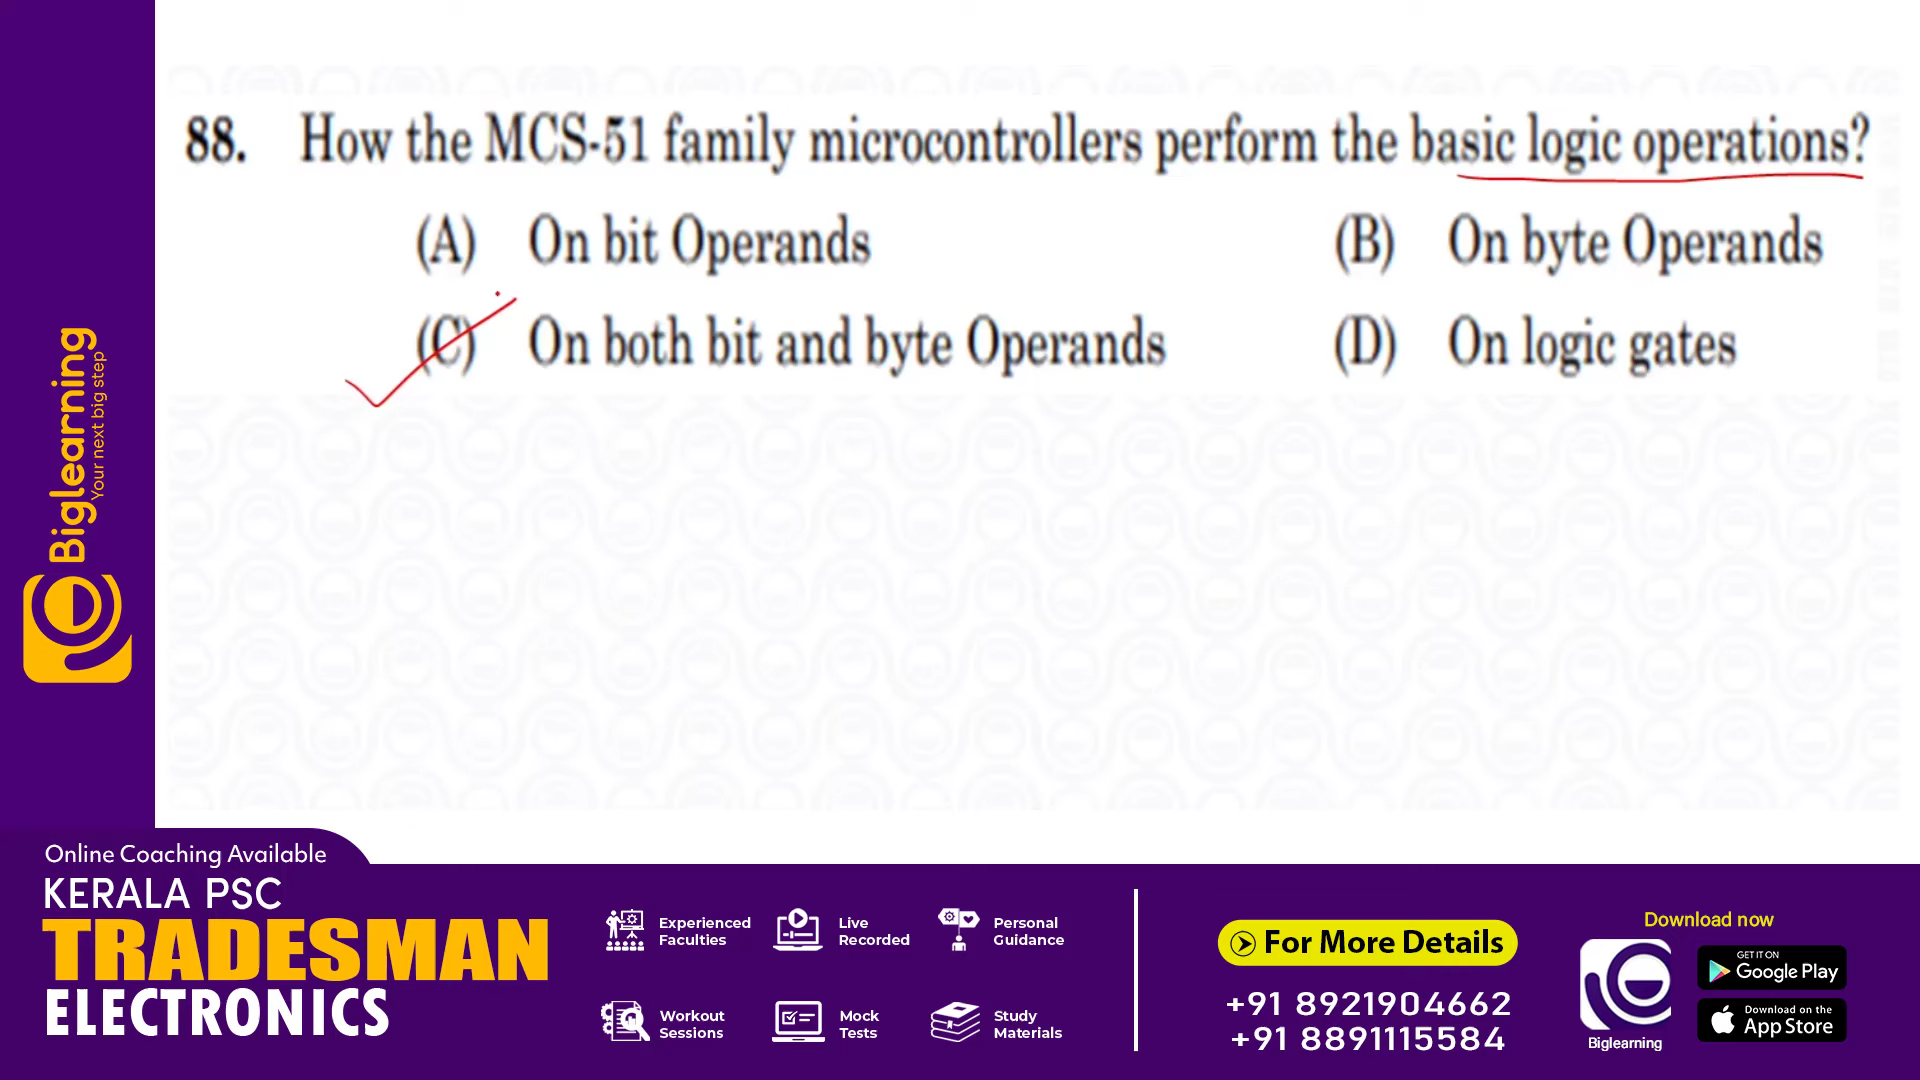 88. How the MCS-51 family microcontrollers perform the basic logic operations?
(A) On bit Operands (B) On byte Operands
(C) On both bit and byte Operands (D) On logic gates
Biglearning
Your next big step
Online Coaching Available
KERALA PSC
TRADESMAN
ELECTRONICS
Experienced
Faculties
Live
Recorded
Personal
Guidance
Workout
Sessions
Mock
Tests
Study
Materials
For More Details
+91 8921904662
+91 8891115584
Download now
Biglearning
GET IT ON
Google Play
Download on the
App Store